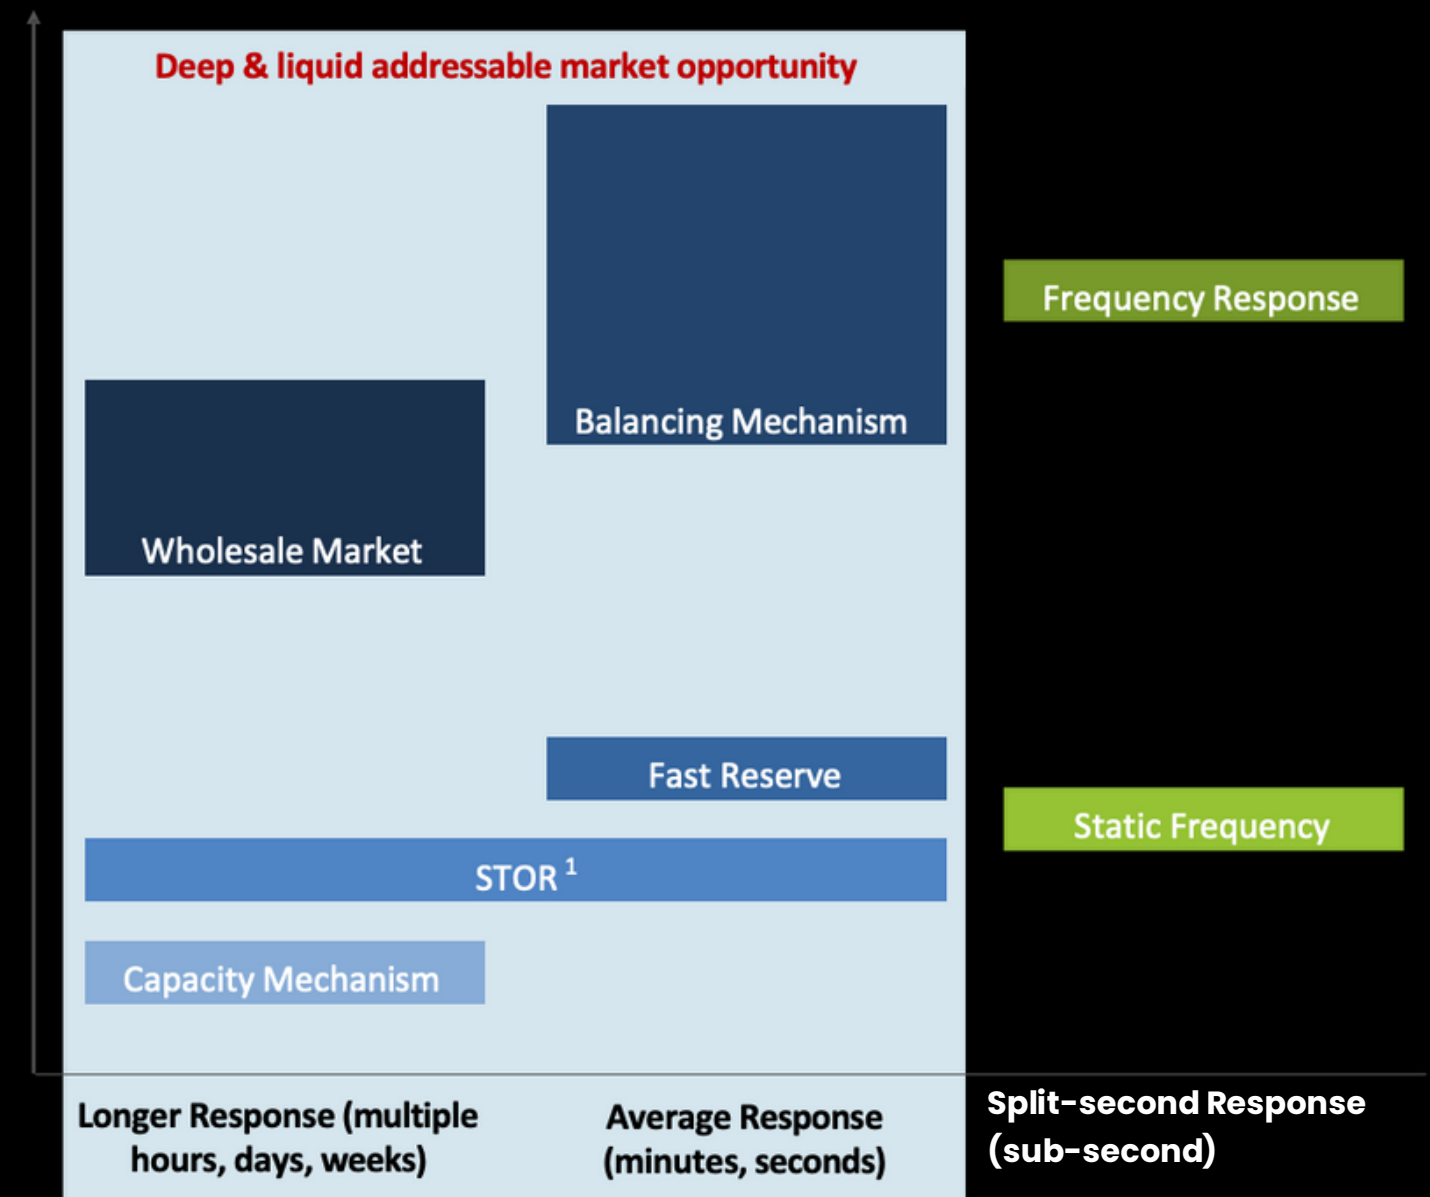 Deep & liquid addressable market opportunity
Frequency Response
Balancing Mechanism
Wholesale Market
Fast Reserve
Static Frequency
STOR 1
Capacity Mechanism
Longer Response (multiple
hours, days, weeks)
Average Response
(minutes, seconds)
Split-second Response
(sub-second)